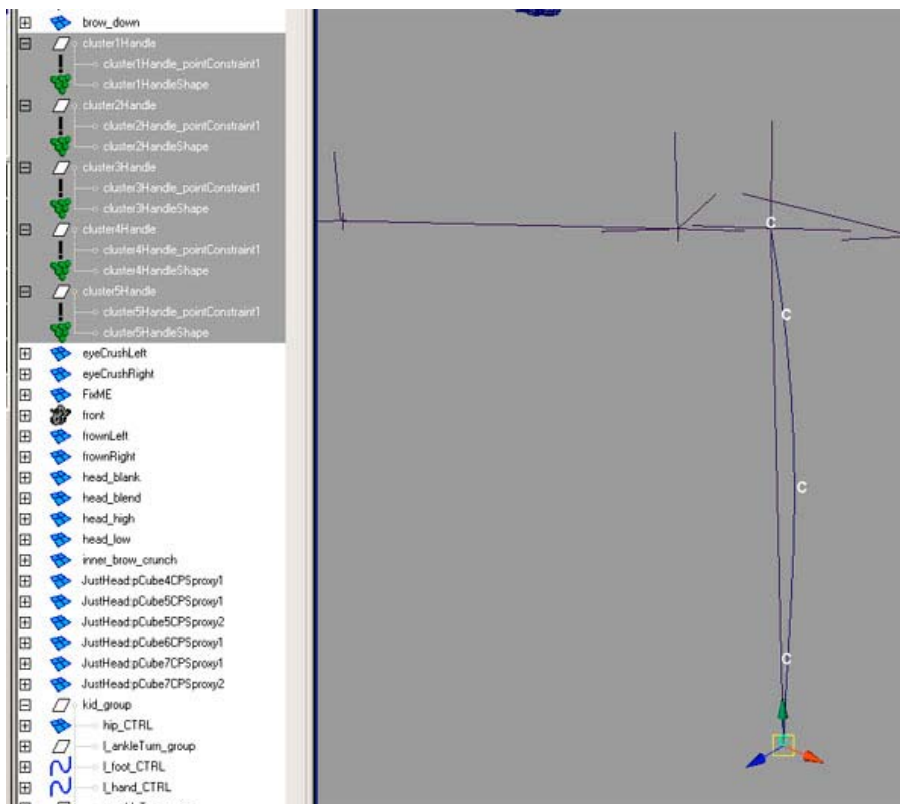 brow_down
cluster1Handle
cluster1Handle_pointConstraint1
cluster1HandleShape
cluster2Handle
cluster2Handle_pointConstraint1
cluster2HandleShape
cluster3Handle
cluster3Handle_pointConstraint1
cluster3HandleShape
cluster4Handle
cluster4Handle_pointConstraint1
cluster4HandleShape
cluster5Handle
cluster5Handle_pointConstraint1
cluster5HandleShape
eyeCrushLeft
eyeCrushRight
FixME
front
frownLeft
frownRight
head_blank
head_blend
head_high
head_low
inner_brow_crunch
JustHead:pCube4CPSproxy1
JustHead:pCube5CPSproxy1
JustHead:pCube5CPSproxy2
JustHead:pCube6CPSproxy1
JustHead:pCube7CPSproxy1
JustHead:pCube7CPSproxy2
kid_group
hip_CTRL
l_ankleTurn_group
l_foot_CTRL
l_hand_CTRL
C
C
C
C